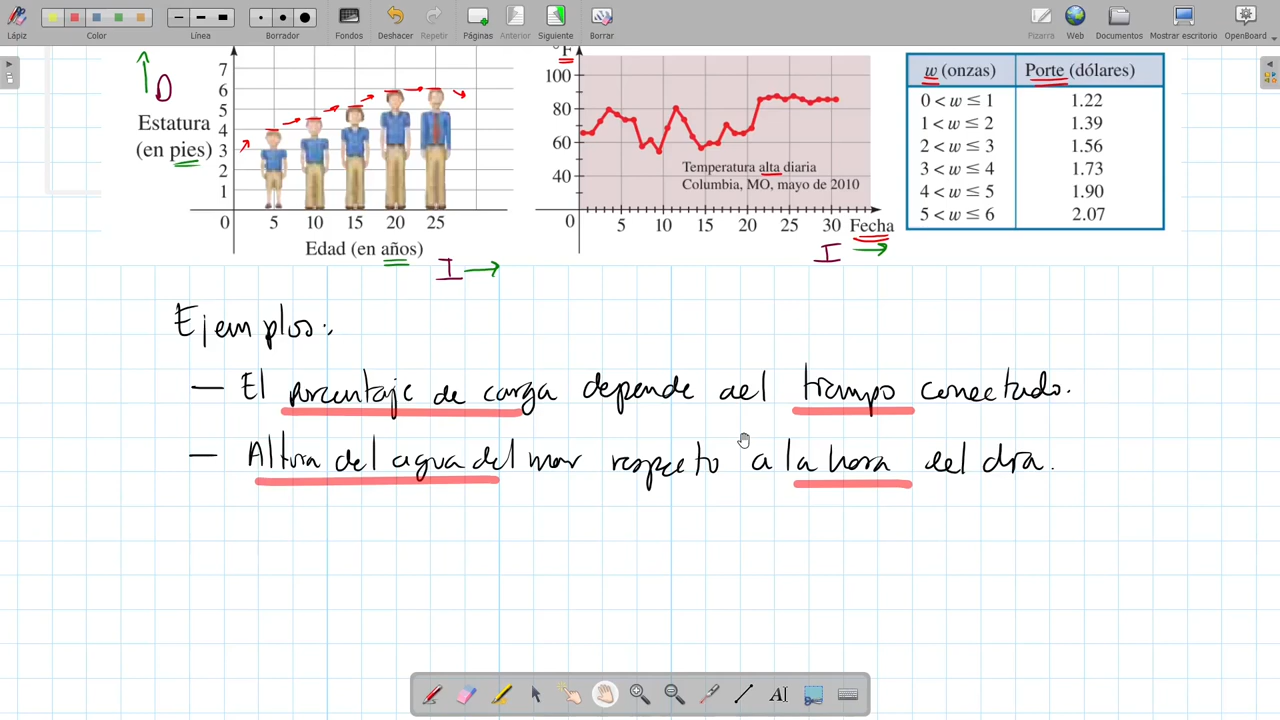 Lápiz
Color
Línea
Borrador
Fondos
Deshacer
Repetir
Páginas
Anterior
Siguiente
Borrar
Pizarra
Web
Documentos
Mostrar escritorio
OpenBoard
D
Estatura
(en pies)
7
6
5
4
3
2
1
0
5
10
15
20
25
Edad (en años)
I
°F
100
80
60
40
0
5
10
15
20
25
30
Fecha
I
Temperatura alta diaria
Columbia, MO, mayo de 2010
w (onzas) Porte (dólares)
0 < w ≤ 1 1.22
1 < w ≤ 2 1.39
2 < w ≤ 3 1.56
3 < w ≤ 4 1.73
4 < w ≤ 5 1.90
5 < w ≤ 6 2.07
Ejemplos:
— El porcentaje de carga depende del tiempo conectado.
— Altura del agua del mar respecto a la hora del día.
AI